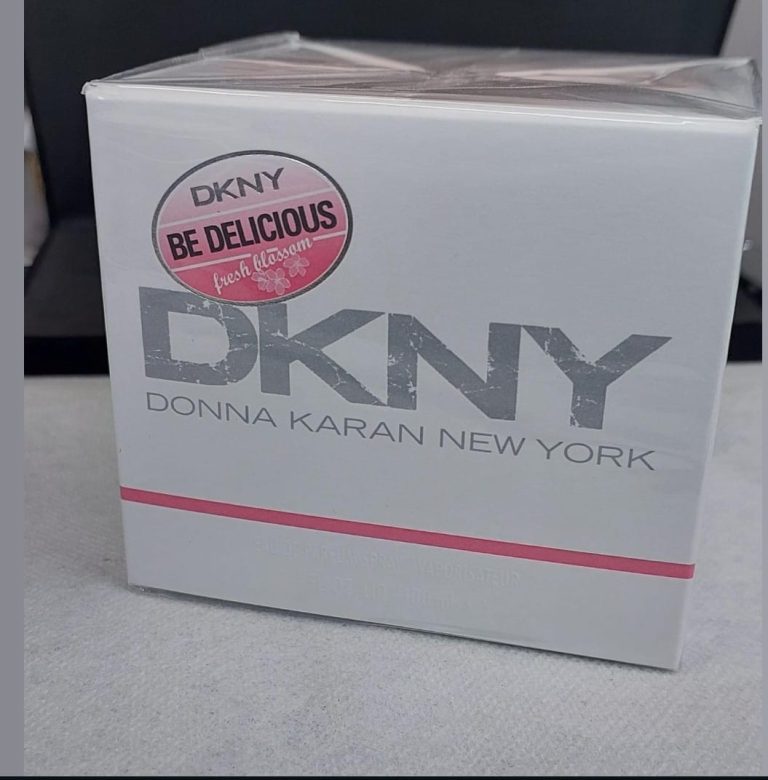 DKNY
BE DELICIOUS
fresh blossom
DKNY
DONNA KARAN NEW YORK